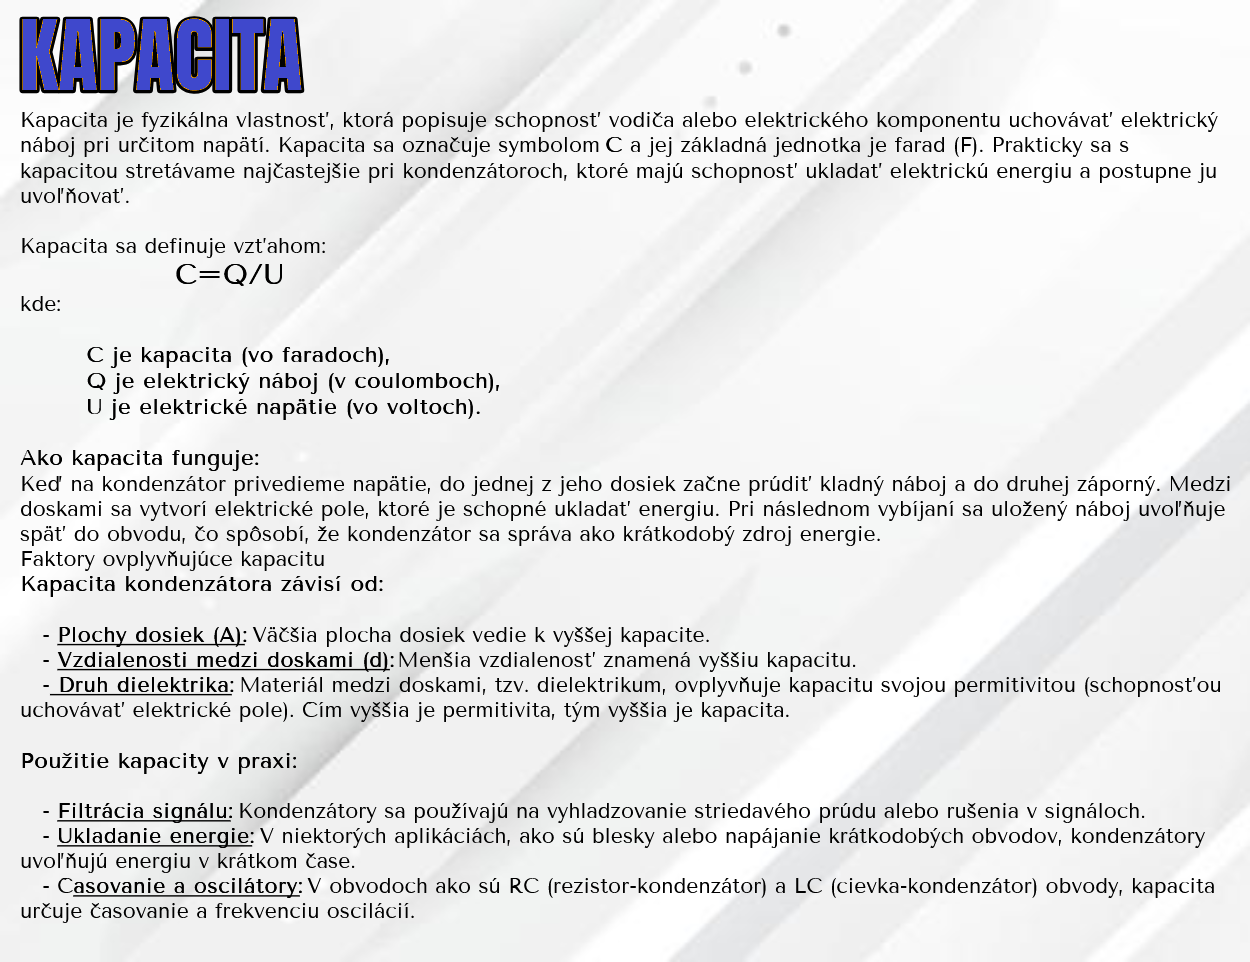 KAPACITA
Kapacita je fyzikálna vlastnosť, ktorá popisuje schopnosť vodiča alebo elektrického komponentu uchovávať elektrický
náboj pri určitom napätí. Kapacita sa označuje symbolom C a jej základná jednotka je farad (F). Prakticky sa s
kapacitou stretávame najčastejšie pri kondenzátoroch, ktoré majú schopnosť ukladať elektrickú energiu a postupne ju
uvoľňovať.
Kapacita sa definuje vzťahom:
C=Q/U
kde:
C je kapacita (vo faradoch),
Q je elektrický náboj (v coulomboch),
U je elektrické napätie (vo voltoch).
Ako kapacita funguje:
Keď na kondenzátor privedieme napätie, do jednej z jeho dosiek začne prúdiť kladný náboj a do druhej záporný. Medzi
doskami sa vytvorí elektrické pole, ktoré je schopné ukladať energiu. Pri následnom vybíjaní sa uložený náboj uvoľňuje
späť do obvodu, čo spôsobí, že kondenzátor sa správa ako krátkodobý zdroj energie.
Faktory ovplyvňujúce kapacitu
Kapacita kondenzátora závisí od:
- Plochy dosiek (A): Väčšia plocha dosiek vedie k vyššej kapacite.
- Vzdialenosti medzi doskami (d): Menšia vzdialenosť znamená vyššiu kapacitu.
- Druh dielektrika: Materiál medzi doskami, tzv. dielektrikum, ovplyvňuje kapacitu svojou permitivitou (schopnosťou
uchovávať elektrické pole). Cím vyššia je permitivita, tým vyššia je kapacita.
Použitie kapacity v praxi:
- Filtrácia signálu: Kondenzátory sa používajú na vyhladzovanie striedavého prúdu alebo rušenia v signáloch.
- Ukladanie energie: V niektorých aplikáciách, ako sú blesky alebo napájanie krátkodobých obvodov, kondenzátory
uvoľňujú energiu v krátkom čase.
- Casovanie a oscilátory: V obvodoch ako sú RC (rezistor-kondenzátor) a LC (cievka-kondenzátor) obvody, kapacita
určuje časovanie a frekvenciu oscilácií.